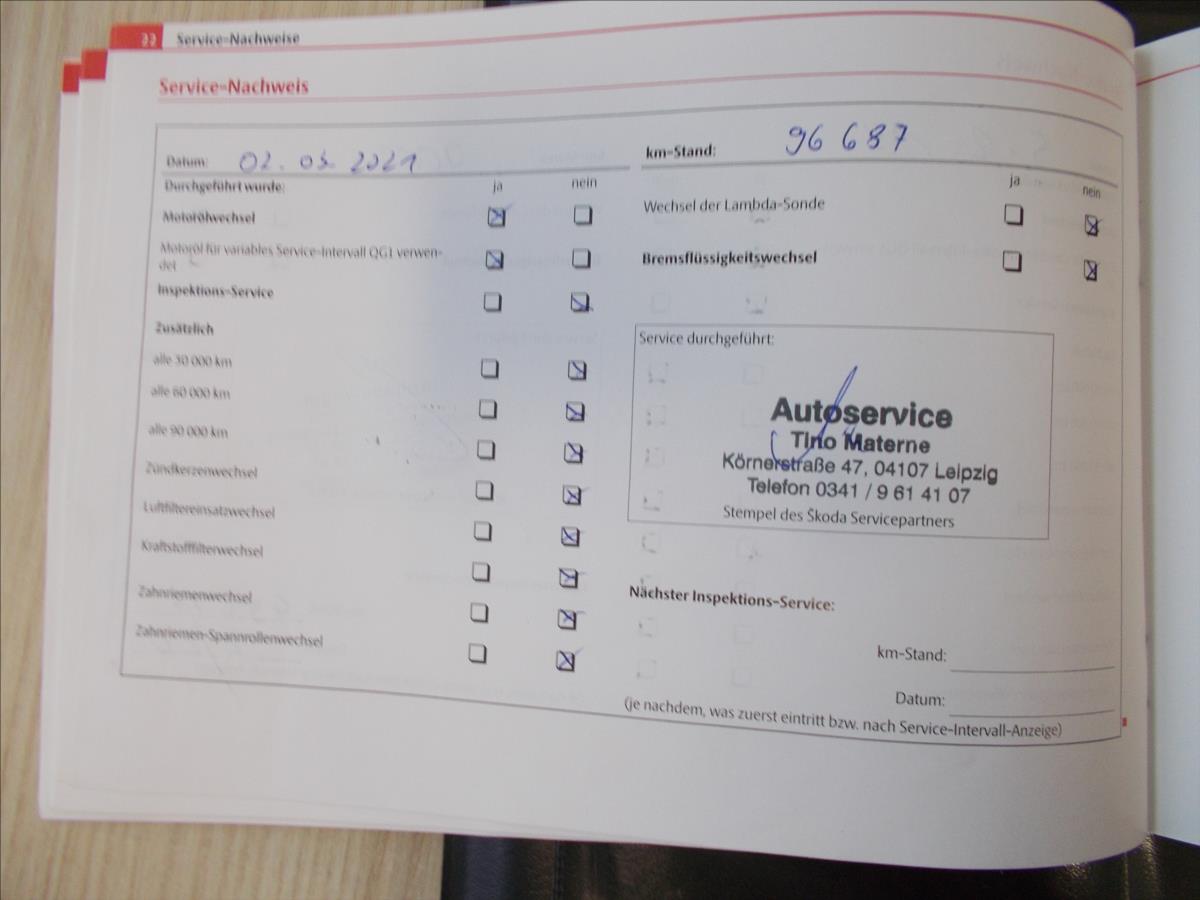 22 Service-Nachweise
Service-Nachweis
Datum: 02. 03. 2021
Durchgeführt wurde: ja nein
Motorölwechsel
Motoröl für variables Service-Intervall QG1 verwen-
det
Inspektions-Service
Zusätzlich
alle 30 000 km
alle 60 000 km
alle 90 000 km
Zündkerzenwechsel
Luftfiltereinsatzwechsel
Kraftstofffilterwechsel
Zahnriemenwechsel
Zahnriemen-Spannrollenwechsel
km-Stand: 96 687
ja nein
Wechsel der Lambda-Sonde
Bremsflüssigkeitswechsel
Service durchgeführt:
Autoservice
Tino Materne
Körnerstraße 47, 04107 Leipzig
Telefon 0341 / 9 61 41 07
Stempel des Škoda Servicepartners
Nächster Inspektions-Service:
km-Stand:
Datum:
(je nachdem, was zuerst eintritt bzw. nach Service-Intervall-Anzeige)